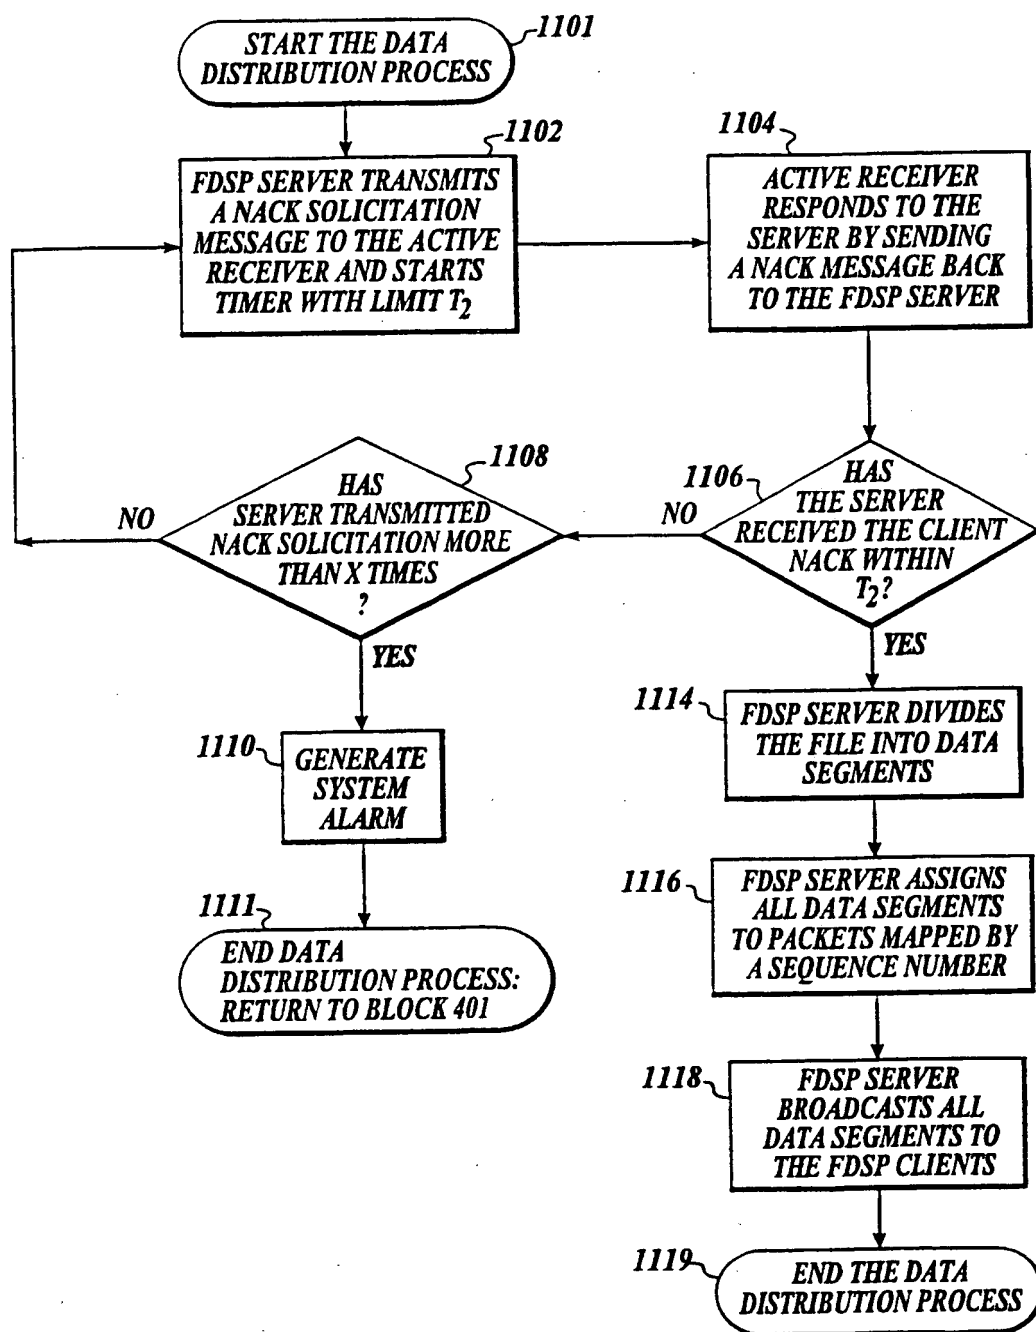 1101
START THE DATA
DISTRIBUTION PROCESS
1102
FDSP SERVER TRANSMITS
A NACK SOLICITATION
MESSAGE TO THE ACTIVE
RECEIVER AND STARTS
TIMER WITH LIMIT T2
1104
ACTIVE RECEIVER
RESPONDS TO THE
SERVER BY SENDING
A NACK MESSAGE BACK
TO THE FDSP SERVER
1106
HAS
THE SERVER
RECEIVED THE CLIENT
NACK WITHIN
T2?
NO
YES
1108
HAS
SERVER TRANSMITTED
NACK SOLICITATION MORE
THAN X TIMES
?
NO
YES
1110
GENERATE
SYSTEM
ALARM
1111
END DATA
DISTRIBUTION PROCESS:
RETURN TO BLOCK 401
1114
FDSP SERVER DIVIDES
THE FILE INTO DATA
SEGMENTS
1116
FDSP SERVER ASSIGNS
ALL DATA SEGMENTS
TO PACKETS MAPPED BY
A SEQUENCE NUMBER
1118
FDSP SERVER
BROADCASTS ALL
DATA SEGMENTS TO
THE FDSP CLIENTS
1119
END THE DATA
DISTRIBUTION PROCESS